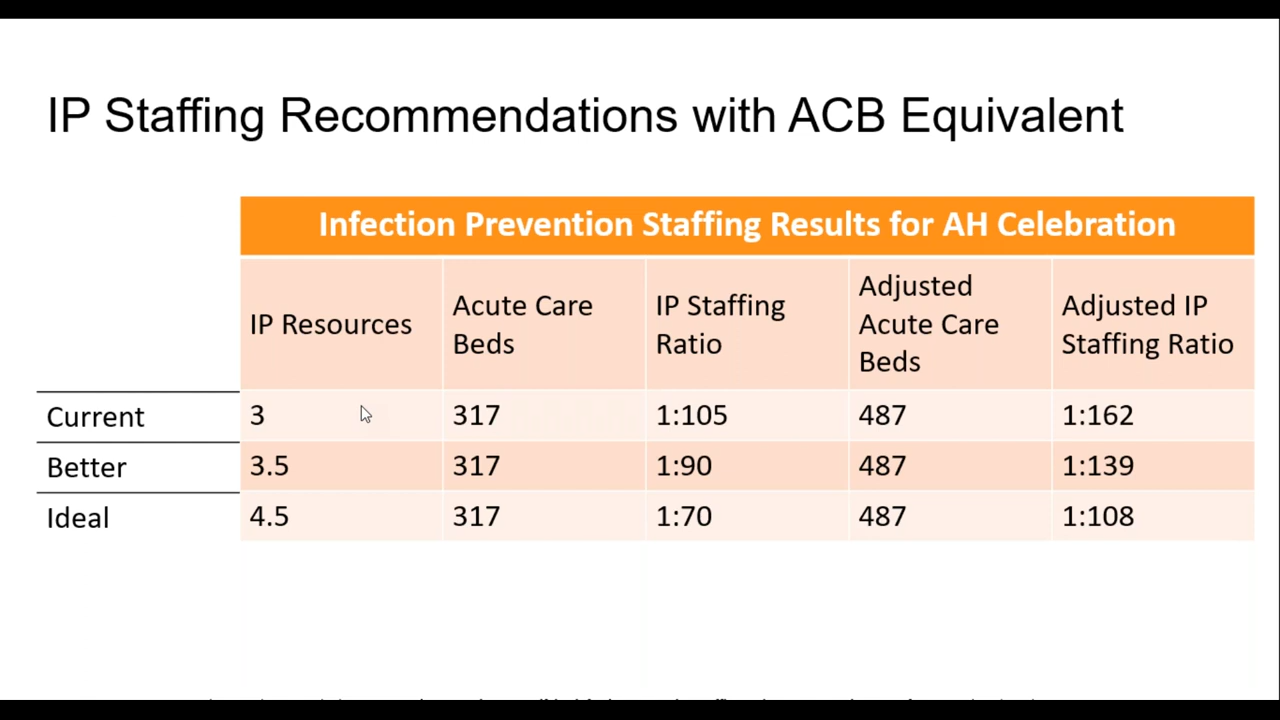 IP Staffing Recommendations with ACB Equivalent
Infection Prevention Staffing Results for AH Celebration
IP Resources
Acute Care
Beds
IP Staffing
Ratio
Adjusted
Acute Care
Beds
Adjusted IP
Staffing Ratio
Current 3 317 1:105 487 1:162
Better 3.5 317 1:90 487 1:139
Ideal 4.5 317 1:70 487 1:108